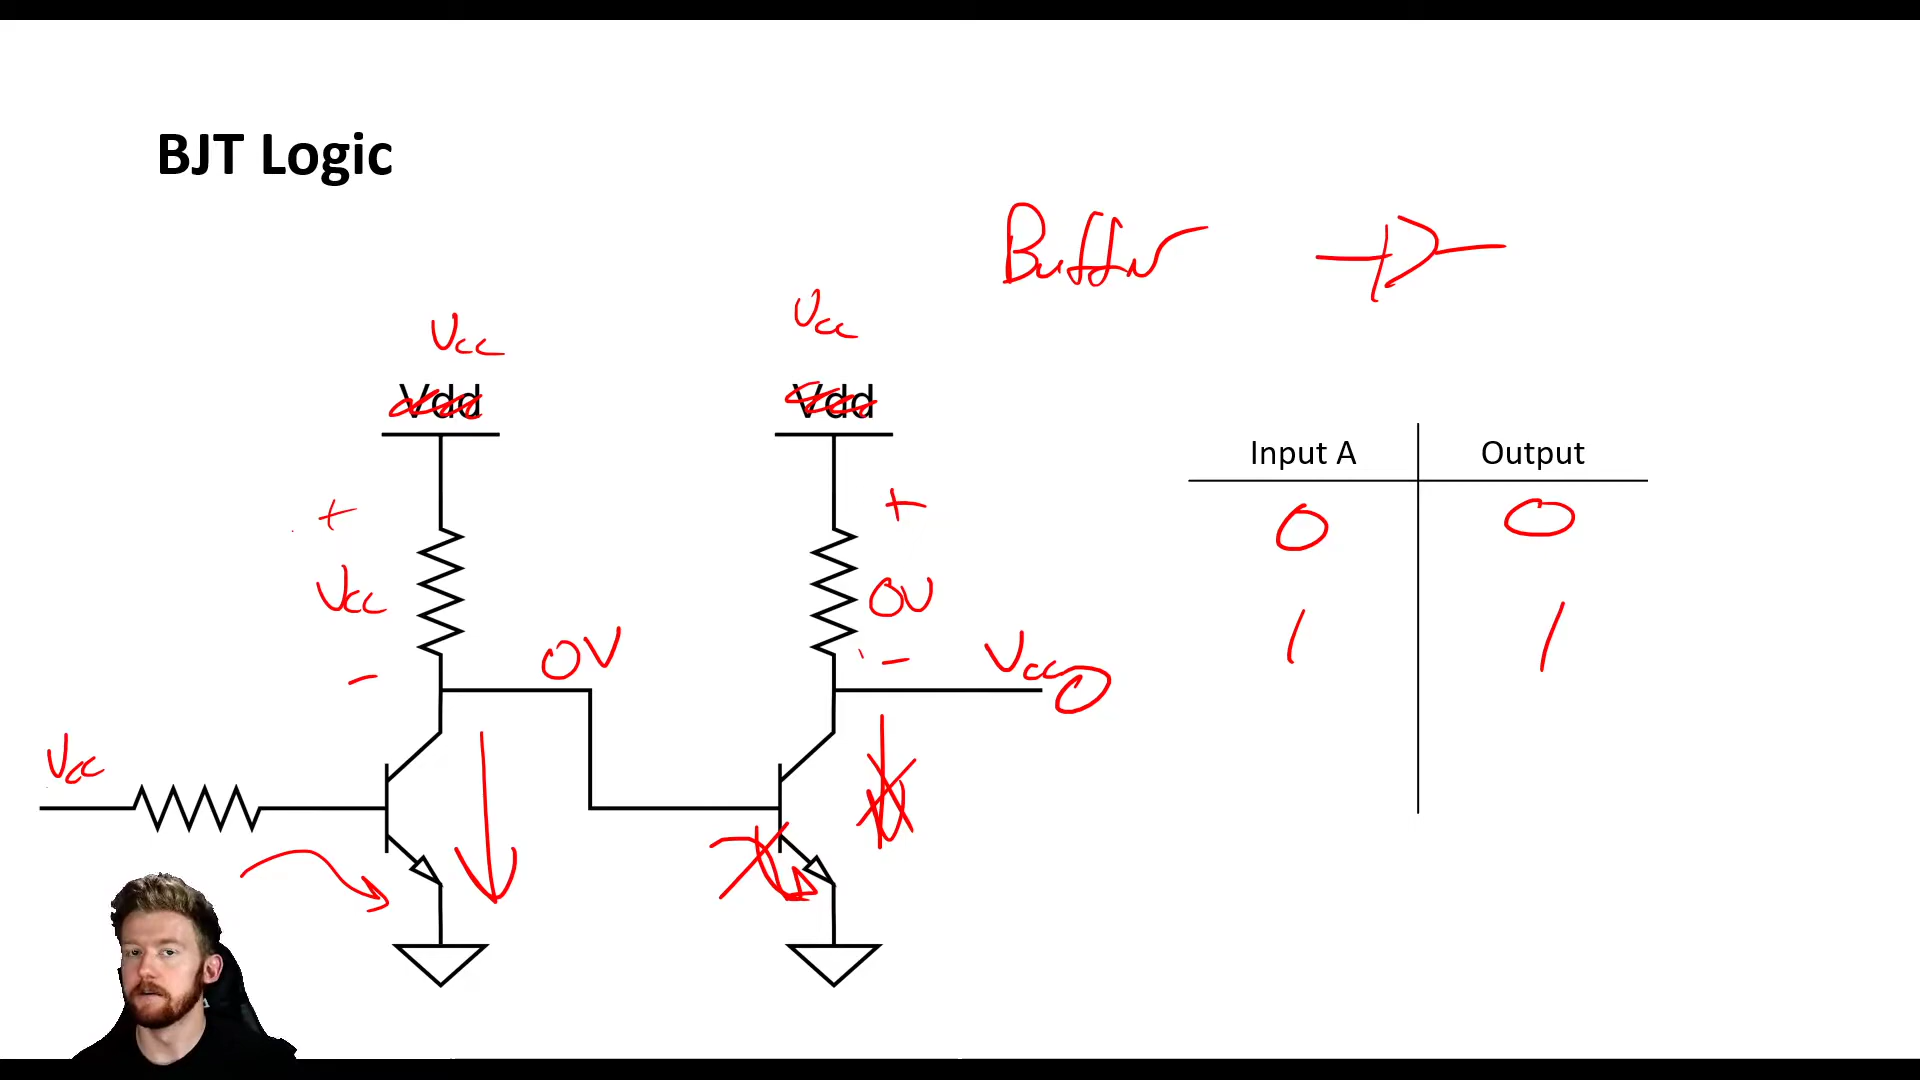 BJT Logic
Buffer
Vcc
Vcc
Vdd
Vdd
Input A Output
+
+
0 0
Vcc
0V
0V
1 1
-
-
Vcc
Vcc